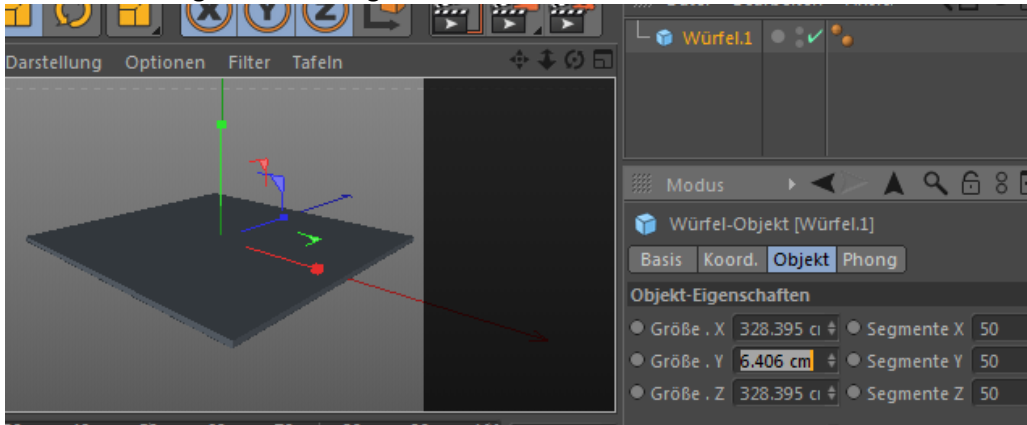 X Y Z
Darstellung Optionen Filter Tafeln
Würfel.1
Modus
Würfel-Objekt [Würfel.1]
Basis Koord. Objekt Phong
Objekt-Eigenschaften
Größe . X 328.395 c Segmente X 50
Größe . Y 6.406 cm Segmente Y 50
Größe . Z 328.395 c Segmente Z 50